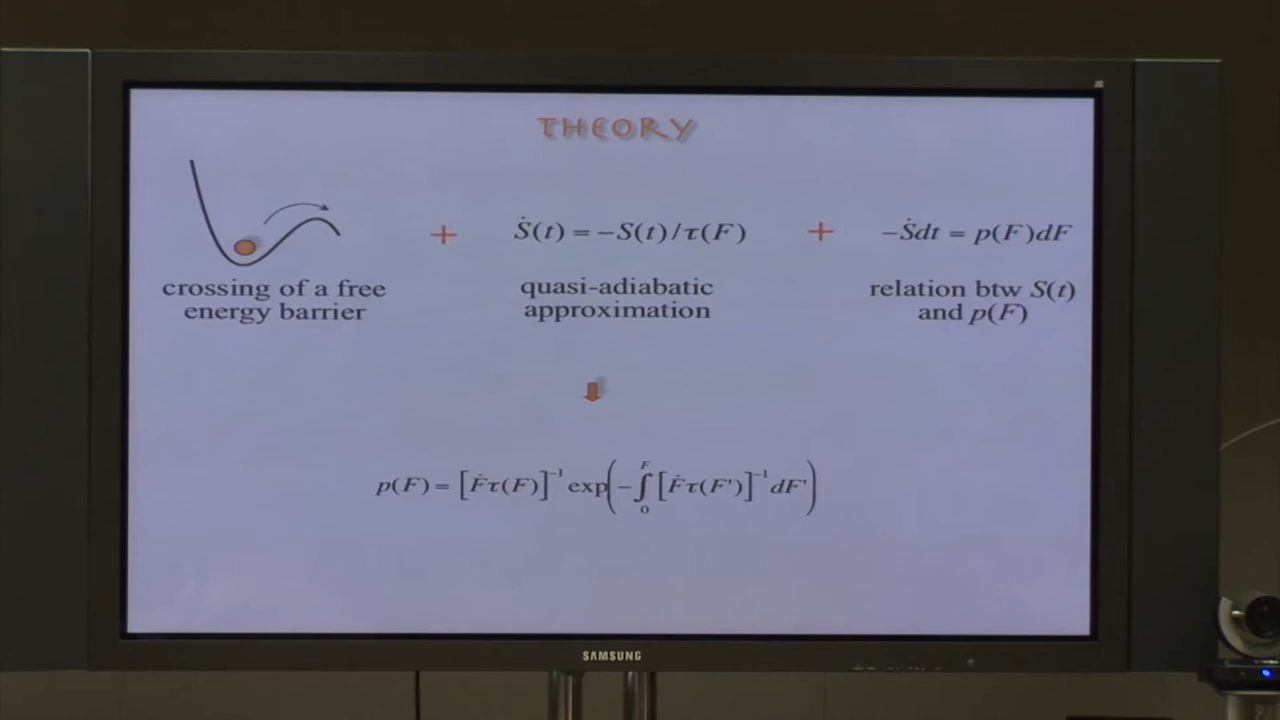 THEORY
+ Ṡ(t) = −S(t)/τ(F) + −Ṡdt = p(F)dF
crossing of a free
energy barrier
quasi-adiabatic
approximation
relation btw S(t)
and p(F)
p(F) = [Ḟτ(F)]⁻¹ exp(−∫₀ᶠ [Ḟτ(F')]⁻¹ dF')
SAMSUNG